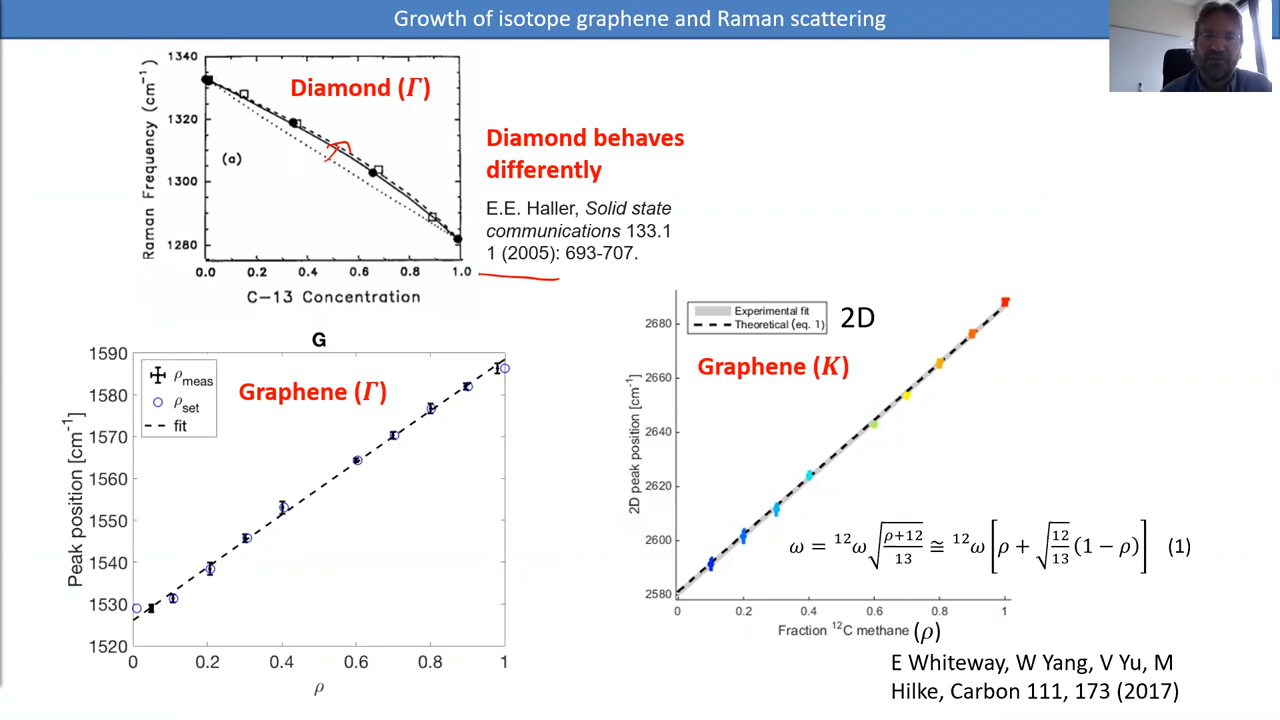 Growth of isotope graphene and Raman scattering
Raman Frequency (cm⁻¹)
1340
1320
1300
1280
Diamond (Γ)
(a)
0.0 0.2 0.4 0.6 0.8 1.0
C-13 Concentration
Diamond behaves
differently
E.E. Haller, Solid state
communications 133.1
1 (2005): 693-707.
G
Peak position [cm⁻¹]
1590
1580
1570
1560
1550
1540
1530
1520
ρmeas
ρset
fit
Graphene (Γ)
0 0.2 0.4 0.6 0.8 1
ρ
2D peak position [cm⁻¹]
2680
2660
2640
2620
2600
2580
Experimental fit
Theoretical (eq. 1)
2D
Graphene (K)
ω = ¹²ω√((ρ+12)/13) ≅ ¹²ω[ρ + √(12/13)(1 − ρ)] (1)
0 0.2 0.4 0.6 0.8 1
Fraction ¹²C methane (ρ)
E Whiteway, W Yang, V Yu, M
Hilke, Carbon 111, 173 (2017)